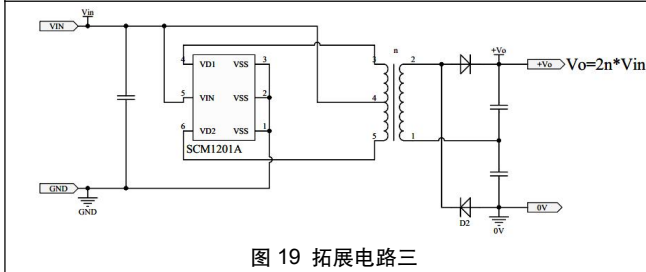 Vin
VIN
4 VD1 VSS 3
5 VIN VSS 2
6 VD2 VSS 1
SCM1201A
GND
GND
n
3
4
5
2
1
+Vo
+Vo
Vo=2n*Vin
D2
0V
0V
图 19 拓展电路三